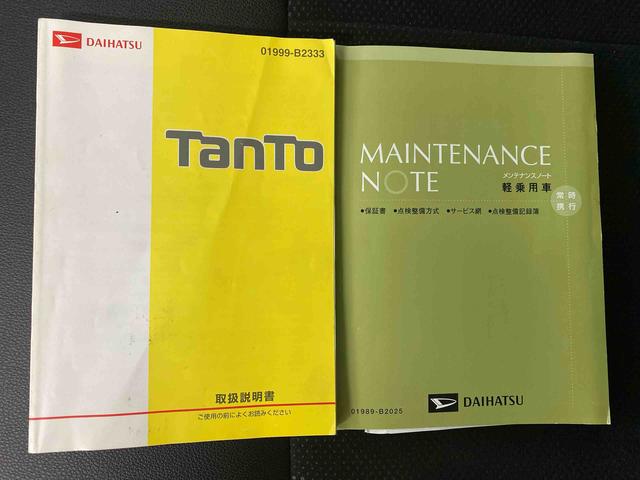 DAIHATSU
01999-B2333
TanTo
取扱説明書
ご使用の前によくお読みください
MAINTENANCE
NOTE
メンテナンスノート
軽乗用車
常時
携行
●保証書 ●点検整備方式 ●サービス網 ●点検整備記録簿
01989-B2025
DAIHATSU